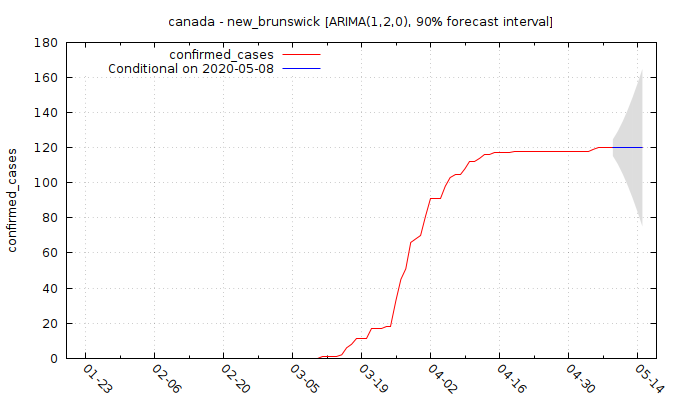 canada - new_brunswick [ARIMA(1,2,0), 90% forecast interval]
confirmed_cases
Conditional on 2020-05-08
confirmed_cases
180
160
140
120
100
80
60
40
20
0
01-23 02-06 02-20 03-05 03-19 04-02 04-16 04-30 05-14